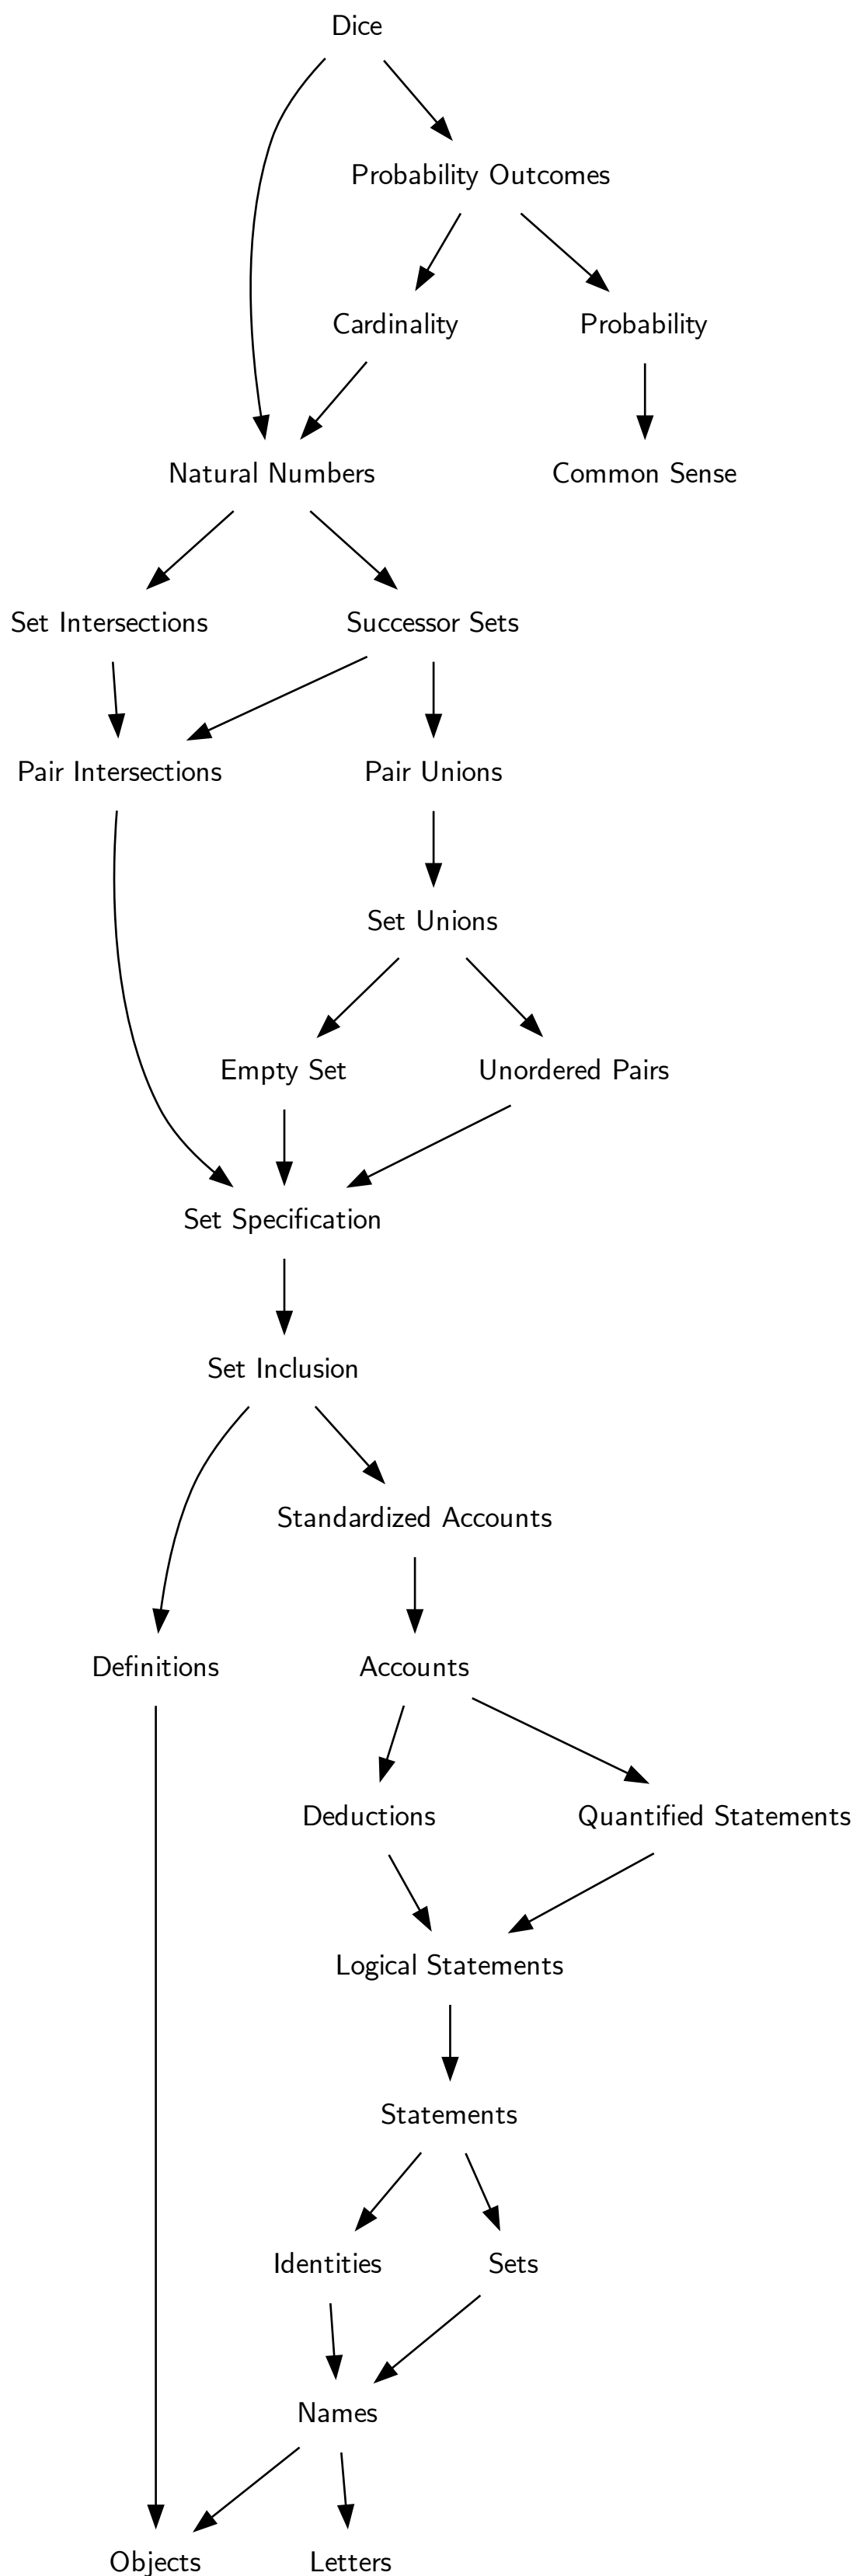 Dice
Probability Outcomes
Cardinality
Probability
Natural Numbers
Common Sense
Set Intersections
Successor Sets
Pair Intersections
Pair Unions
Set Unions
Empty Set
Unordered Pairs
Set Specification
Set Inclusion
Standardized Accounts
Definitions
Accounts
Deductions
Quantified Statements
Logical Statements
Statements
Identities
Sets
Names
Objects
Letters